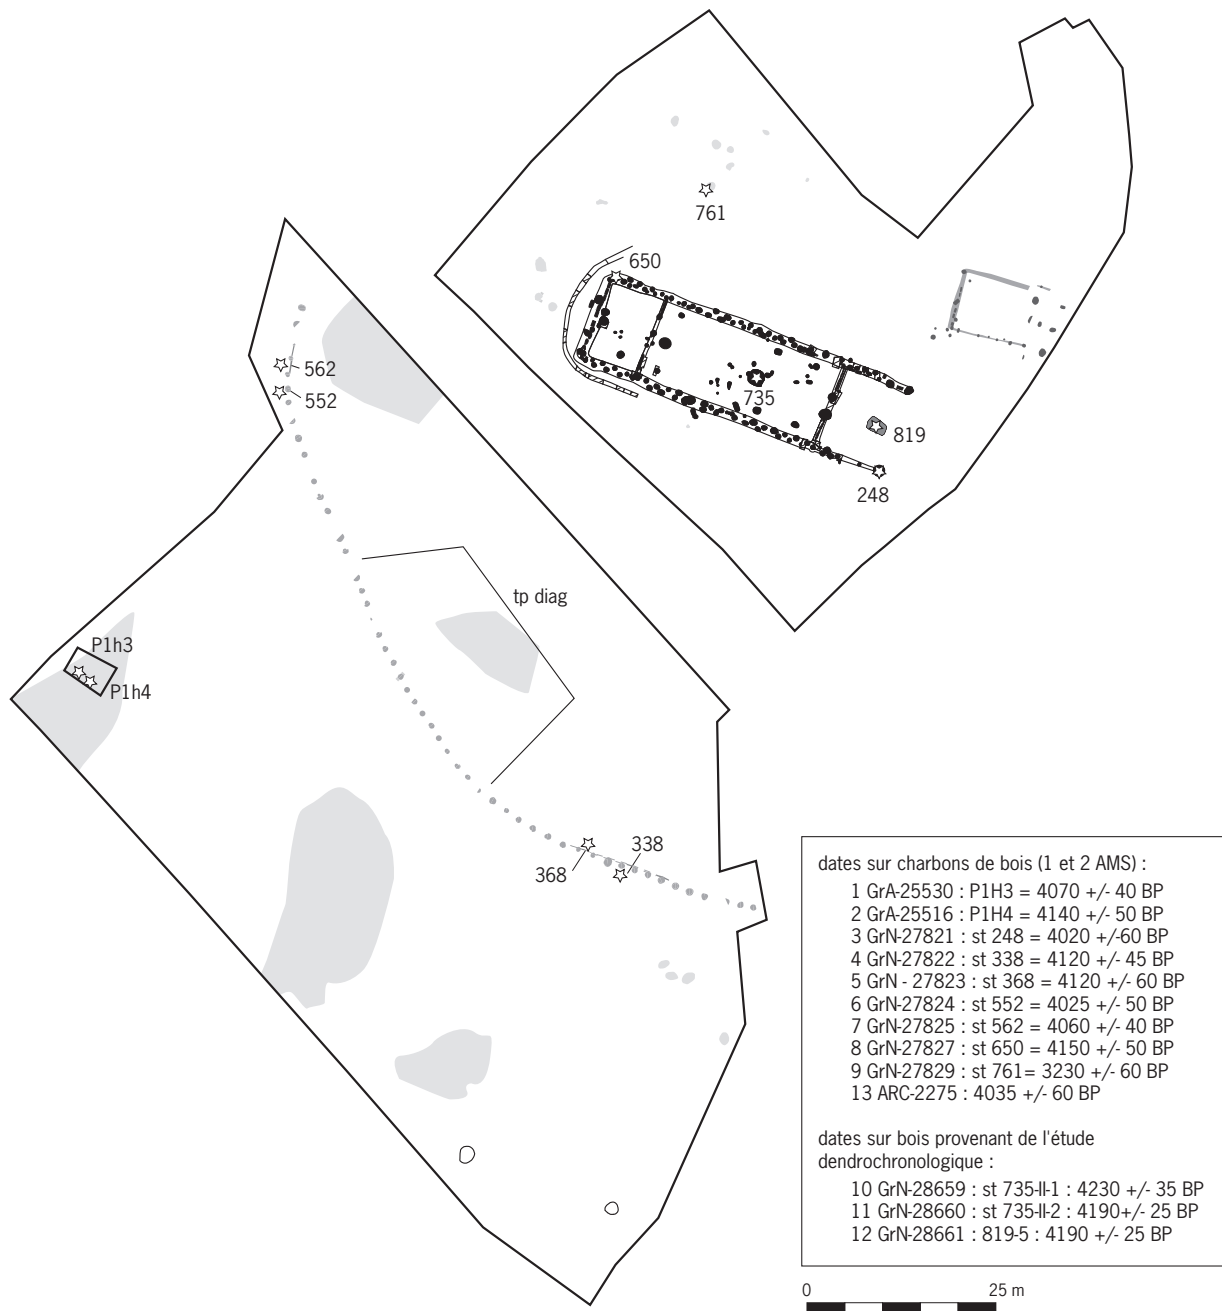 761
650
562
552
735
819
248
tp diag
P1h3
P1h4
338
368
dates sur charbons de bois (1 et 2 AMS) :
1 GrA-25530 : P1H3 = 4070 +/- 40 BP
2 GrA-25516 : P1H4 = 4140 +/- 50 BP
3 GrN-27821 : st 248 = 4020 +/-60 BP
4 GrN-27822 : st 338 = 4120 +/- 45 BP
5 GrN - 27823 : st 368 = 4120 +/- 60 BP
6 GrN-27824 : st 552 = 4025 +/- 50 BP
7 GrN-27825 : st 562 = 4060 +/- 40 BP
8 GrN-27827 : st 650 = 4150 +/- 50 BP
9 GrN-27829 : st 761= 3230 +/- 60 BP
13 ARC-2275 : 4035 +/- 60 BP
dates sur bois provenant de l'étude
dendrochronologique :
10 GrN-28659 : st 735-II-1 : 4230 +/- 35 BP
11 GrN-28660 : st 735-II-2 : 4190+/- 25 BP
12 GrN-28661 : 819-5 : 4190 +/- 25 BP
0 25 m